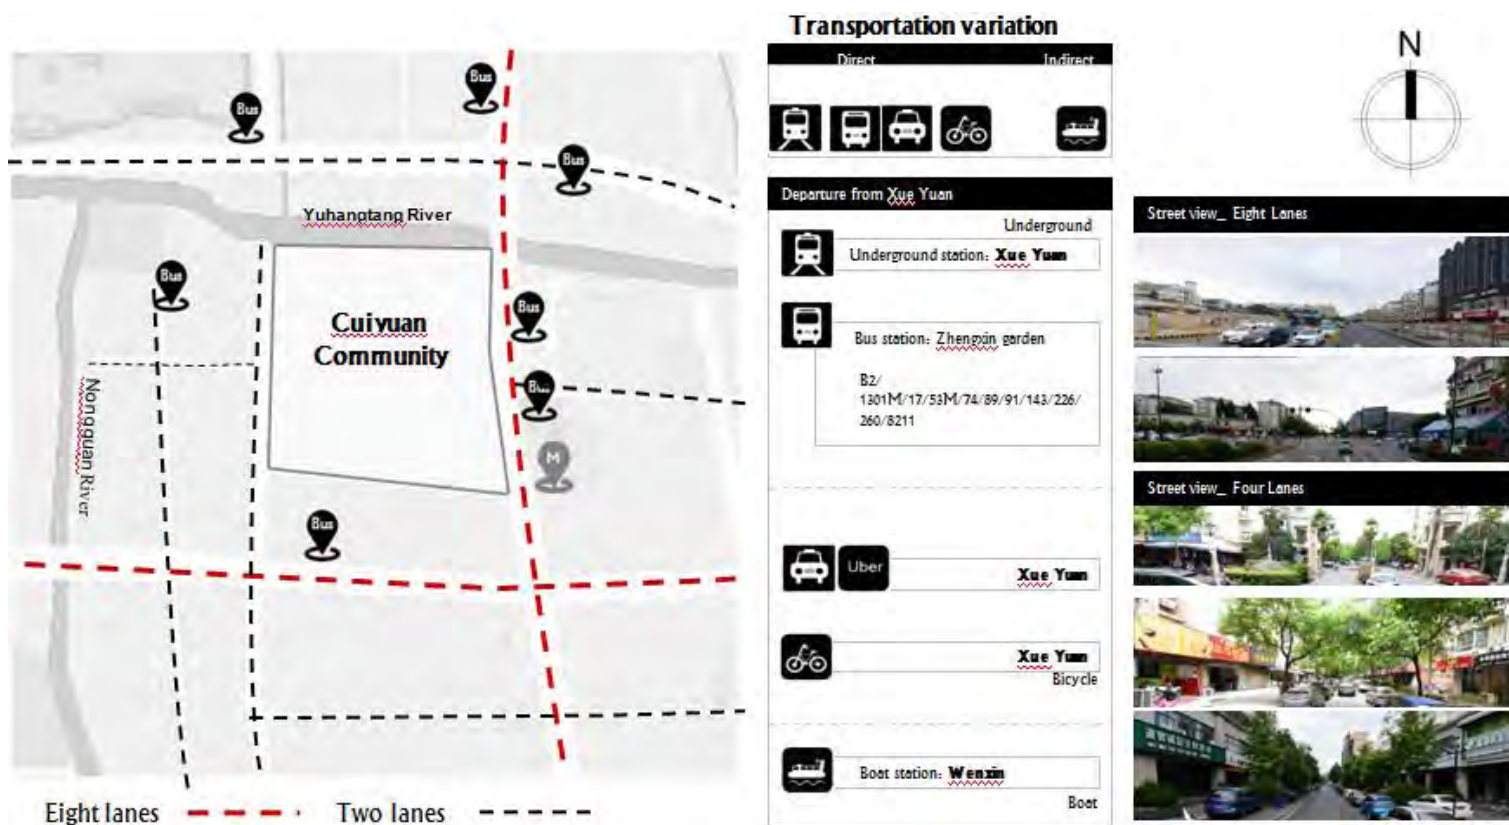 Transportation variation
Direct
Indirect
N
Bus
Bus
Bus
Yuhangtang River
Departure from Xue Yuan
Underground
Underground station: Xue Yuan
Street view_ Eight Lanes
Bus
Bus
Cuiyuan
Community
Bus station: Zhengxin garden
B2/
1301M/17/53M/74/89/91/143/226/
260/8211
B...
Nongguan River
M
Street view_ Four Lanes
Bus
Uber
Xue Yuan
Xue Yuan
Bicycle
Boat station: Wenxin
Boat
Eight lanes
Two lanes